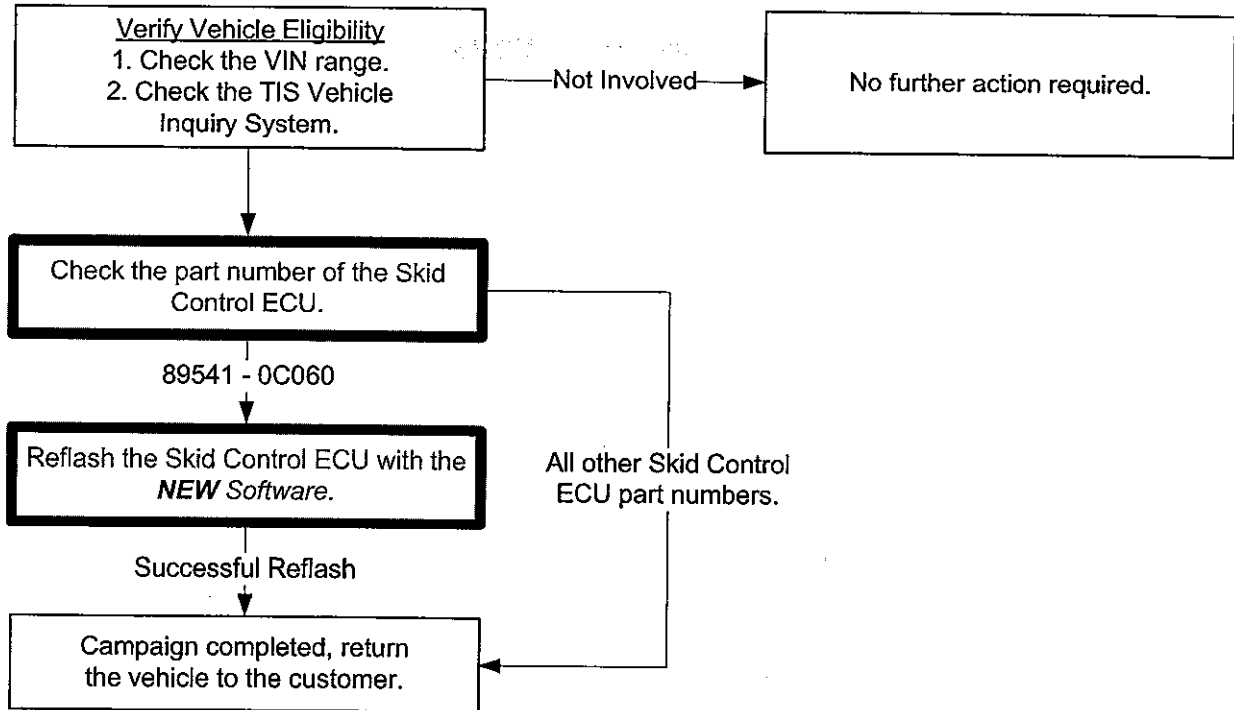 Verify Vehicle Eligibility
1. Check the VIN range.
2. Check the TIS Vehicle
Inquiry System.
Not Involved
No further action required.
Check the part number of the Skid
Control ECU.
89541 - 0C060
Reflash the Skid Control ECU with the
NEW Software.
All other Skid Control
ECU part numbers.
Successful Reflash
Campaign completed, return
the vehicle to the customer.